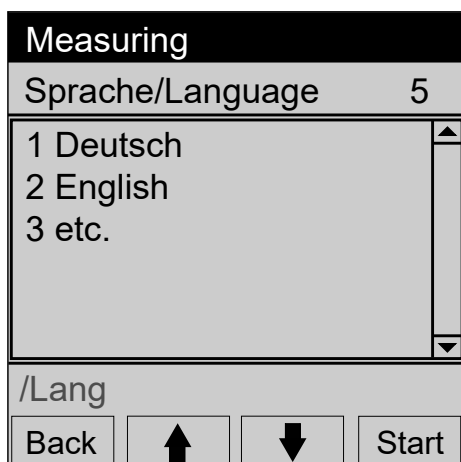 Measuring
Sprache/Language 5
1 Deutsch
2 English
3 etc.
/Lang
Back Start